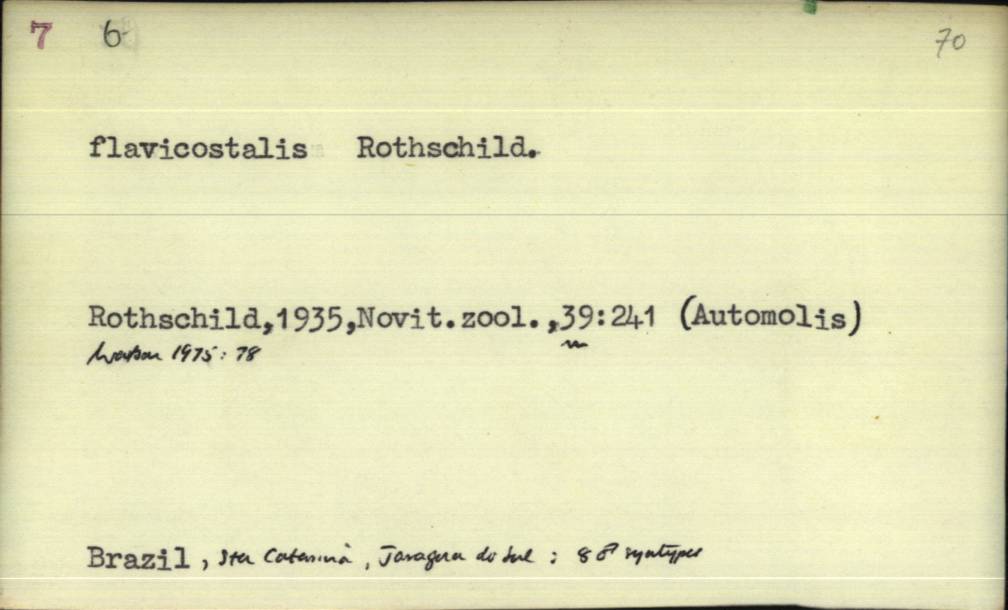 7 6 70
flavicostalis Rothschild.
Rothschild,1935,Novit.zool.,39:241 (Automolis)
Watson 1975: 78
Brazil, Sta Catarina, Jaragua do Sul : 8 ♂ syntypes